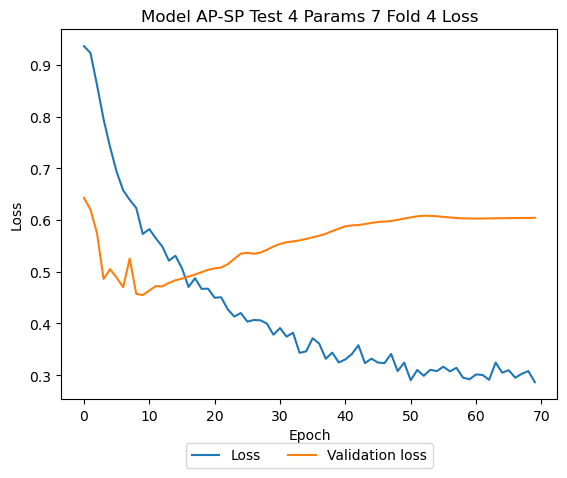 Model AP-SP Test 4 Params 7 Fold 4 Loss
0.9
0.8
0.7
0.6
0.5
0.4
0.3
Loss
0 10 20 30 40 50 60 70
Epoch
Loss Validation loss